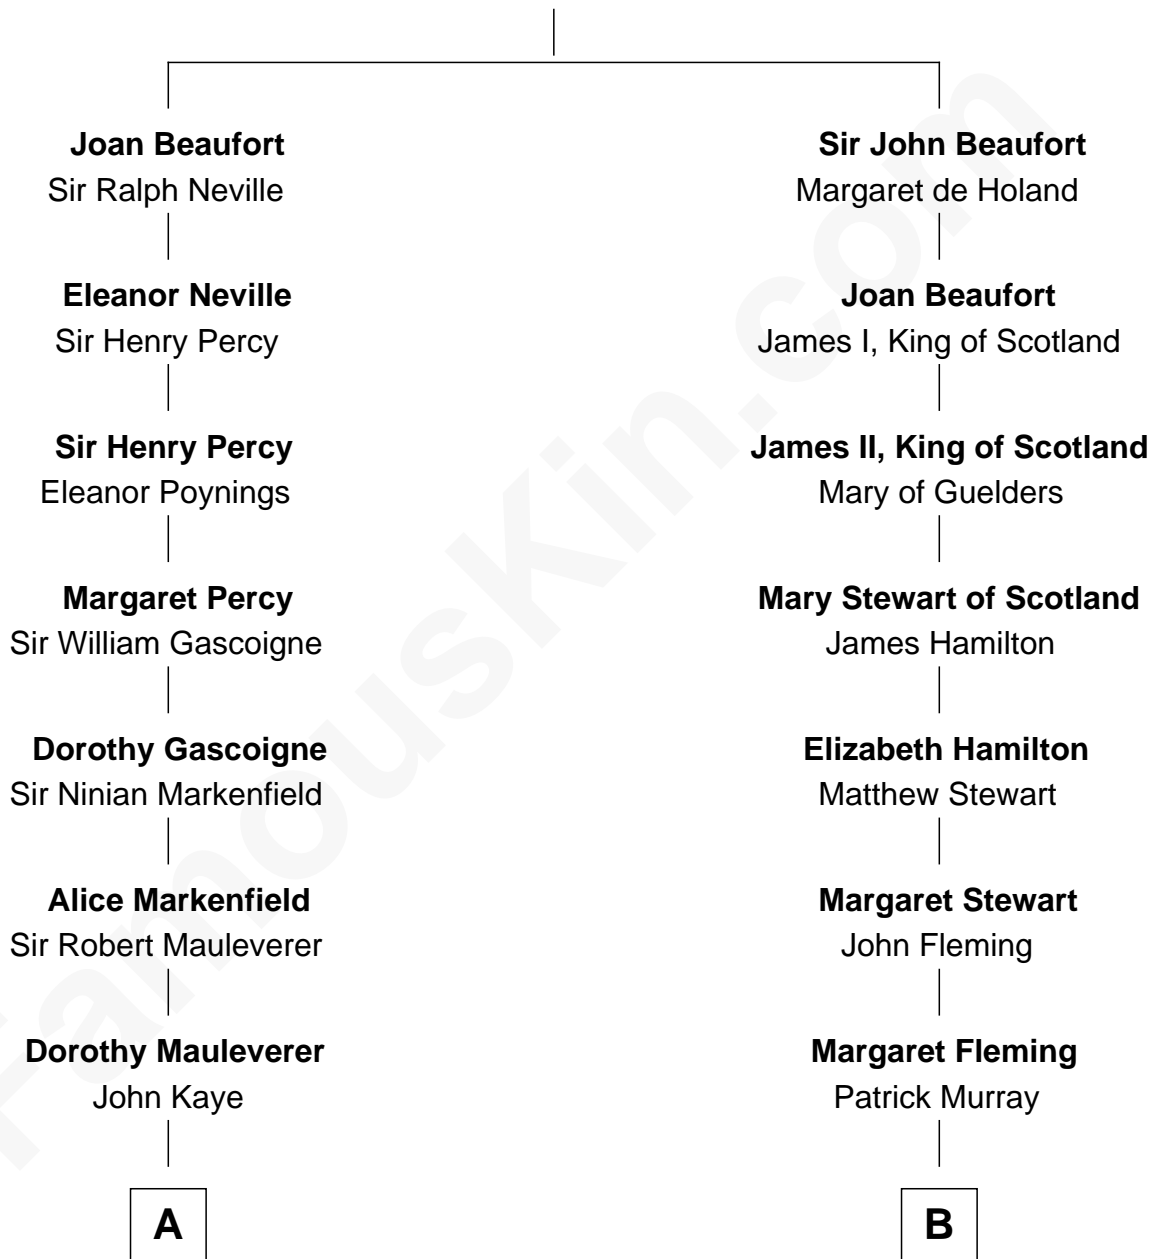 Joan Beaufort
Sir Ralph Neville
Eleanor Neville
Sir Henry Percy
Sir Henry Percy
Eleanor Poynings
Margaret Percy
Sir William Gascoigne
Dorothy Gascoigne
Sir Ninian Markenfield
Alice Markenfield
Sir Robert Mauleverer
Dorothy Mauleverer
John Kaye
A
Sir John Beaufort
Margaret de Holand
Joan Beaufort
James I, King of Scotland
James II, King of Scotland
Mary of Guelders
Mary Stewart of Scotland
James Hamilton
Elizabeth Hamilton
Matthew Stewart
Margaret Stewart
John Fleming
Margaret Fleming
Patrick Murray
B
FamousKin.com